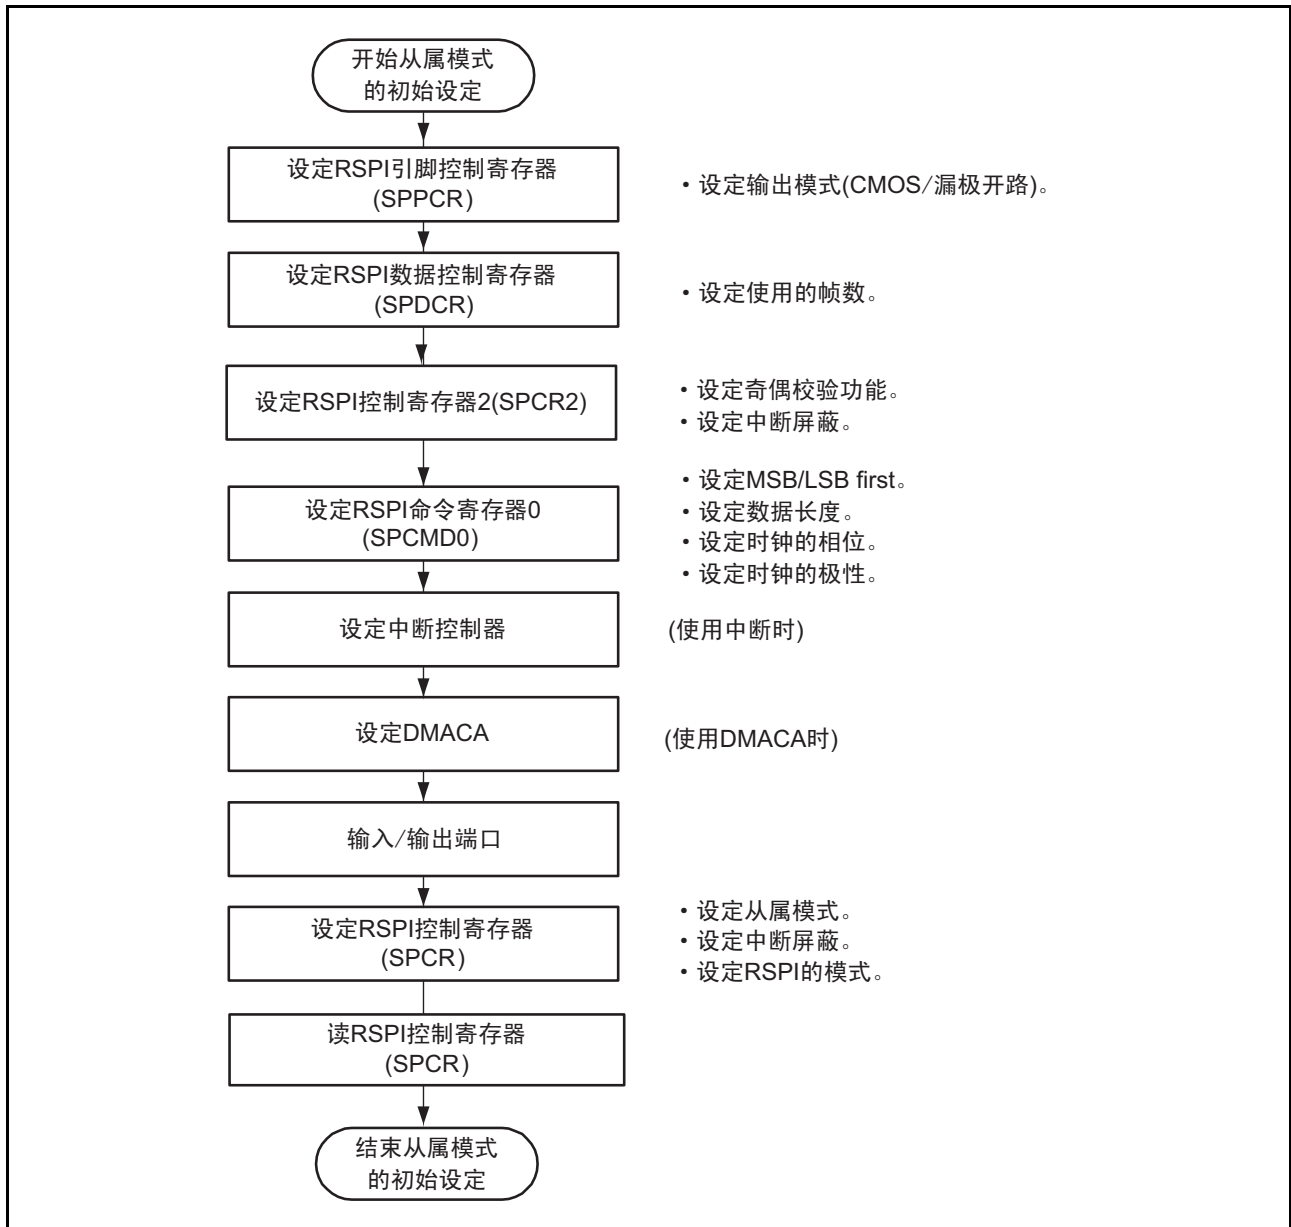 开始从属模式
的初始设定
设定RSPI引脚控制寄存器
(SPPCR)
・设定输出模式(CMOS/漏极开路)。
设定RSPI数据控制寄存器
(SPDCR)
・设定使用的帧数。
设定RSPI控制寄存器2(SPCR2)
・设定奇偶校验功能。
・设定中断屏蔽。
设定RSPI命令寄存器0
(SPCMD0)
・设定MSB/LSB first。
・设定数据长度。
・设定时钟的相位。
・设定时钟的极性。
设定中断控制器
(使用中断时)
设定DMACA
(使用DMACA时)
输入/输出端口
设定RSPI控制寄存器
(SPCR)
・设定从属模式。
・设定中断屏蔽。
・设定RSPI的模式。
读RSPI控制寄存器
(SPCR)
结束从属模式
的初始设定